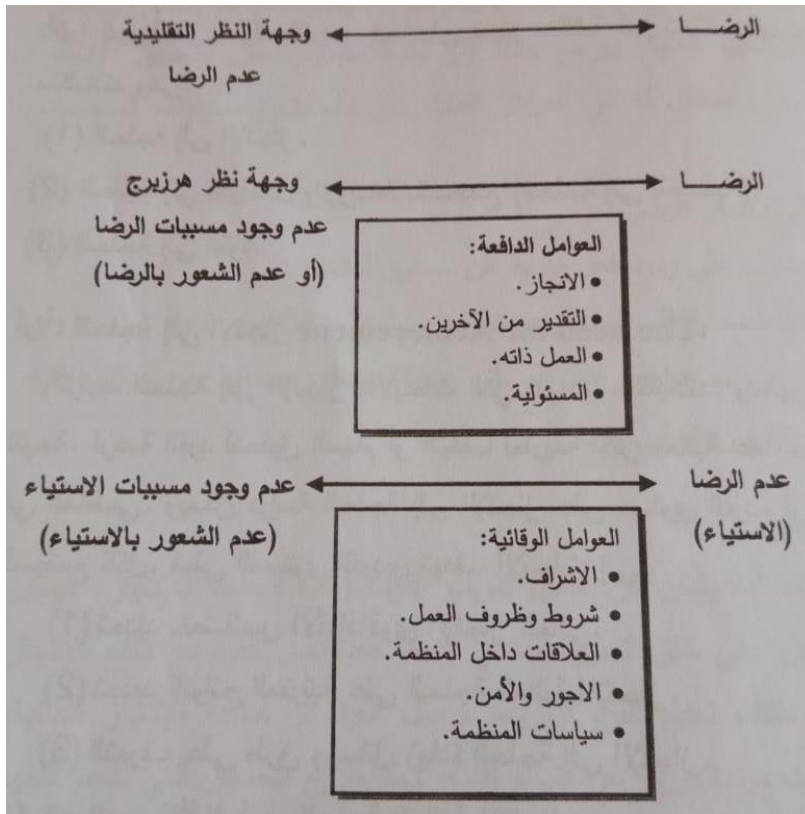 الرضـــا
وجهة النظر التقليدية
عدم الرضا
الرضـــا
وجهة نظر هرزبرج
عدم وجود مسببات الرضا
(أو عدم الشعور بالرضا)
العوامل الدافعة:
• الانجاز.
• التقدير من الآخرين.
• العمل ذاته.
• المسئولية.
عدم الرضا
(الاستياء)
عدم وجود مسببات الاستياء
(عدم الشعور بالاستياء)
العوامل الوقائية:
• الاشراف.
• شروط وظروف العمل.
• العلاقات داخل المنظمة.
• الاجور والأمن.
• سياسات المنظمة.